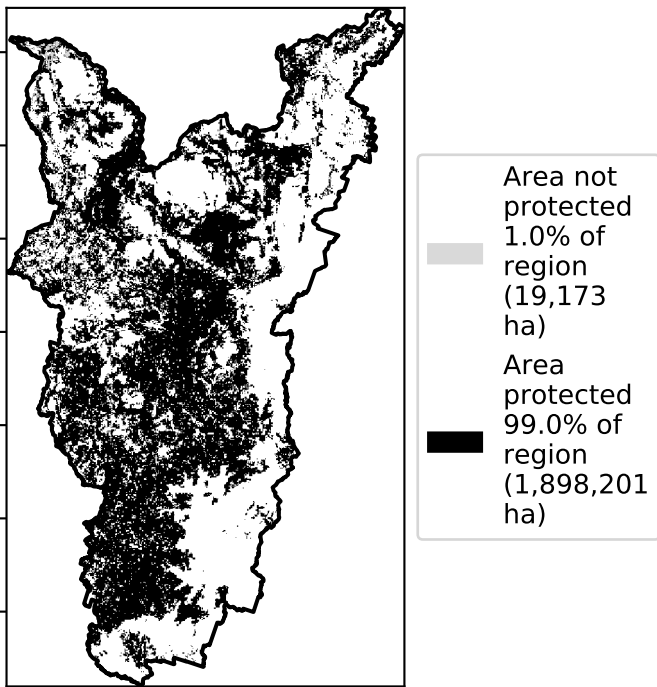 Area not
protected
1.0% of
region
(19,173
ha)
Area
protected
99.0% of
region
(1,898,201
ha)